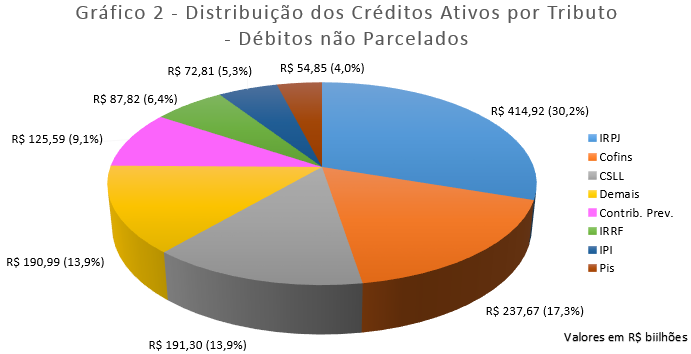 Gráfico 2 - Distribuição dos Créditos Ativos por Tributo
- Débitos não Parcelados
R$ 54,85 (4,0%)
R$ 72,81 (5,3%)
R$ 87,82 (6,4%)
R$ 414,92 (30,2%)
R$ 125,59 (9,1%)
IRPJ
Cofins
CSLL
Demais
Contrib. Prev.
IRRF
IPI
Pis
R$ 190,99 (13,9%)
R$ 237,67 (17,3%)
R$ 191,30 (13,9%)
Valores em R$ biilhões